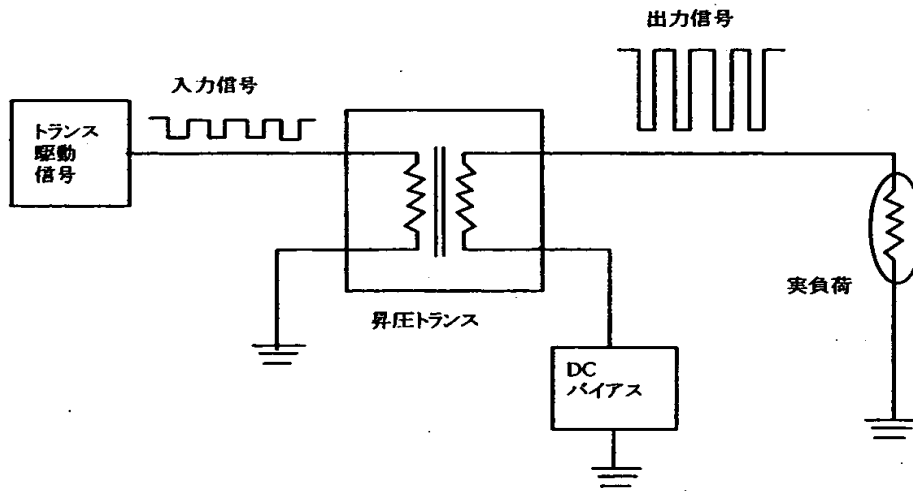 出力信号
入力信号
トランス
駆動
信号
昇圧トランス
実負荷
DC
バイアス